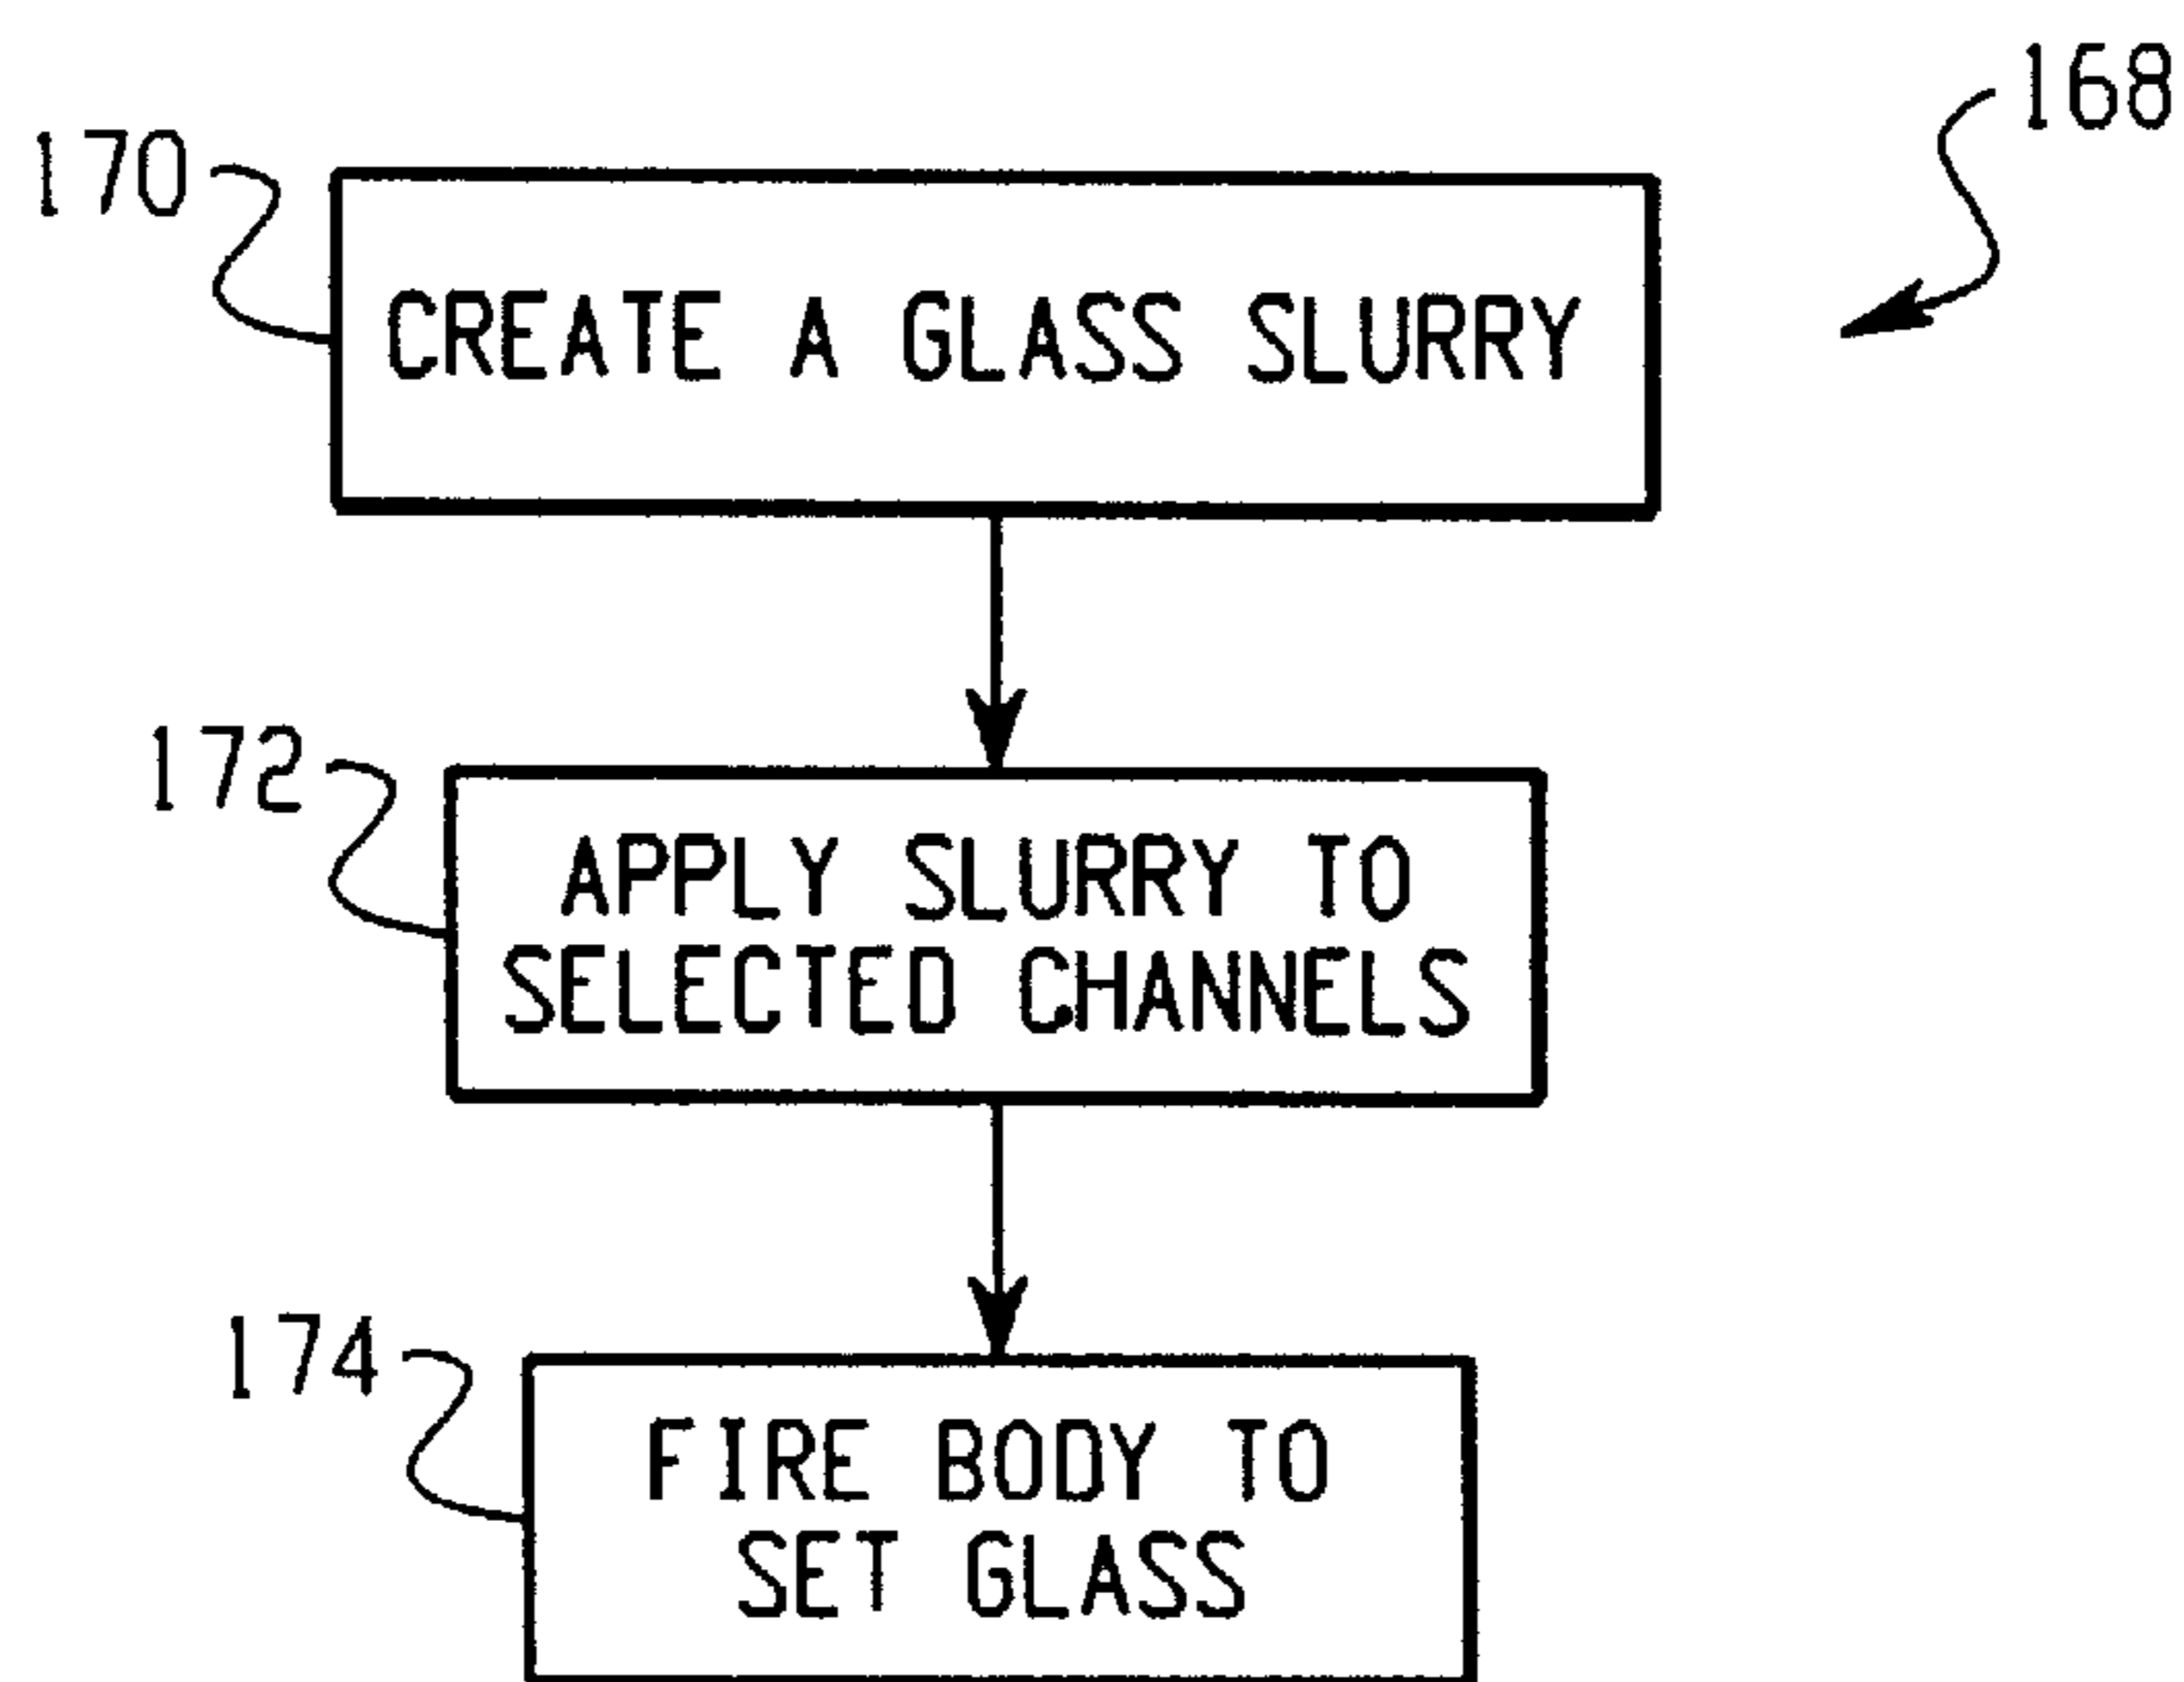 168
170
CREATE A GLASS SLURRY
172
APPLY SLURRY TO
SELECTED CHANNELS
174
FIRE BODY TO
SET GLASS